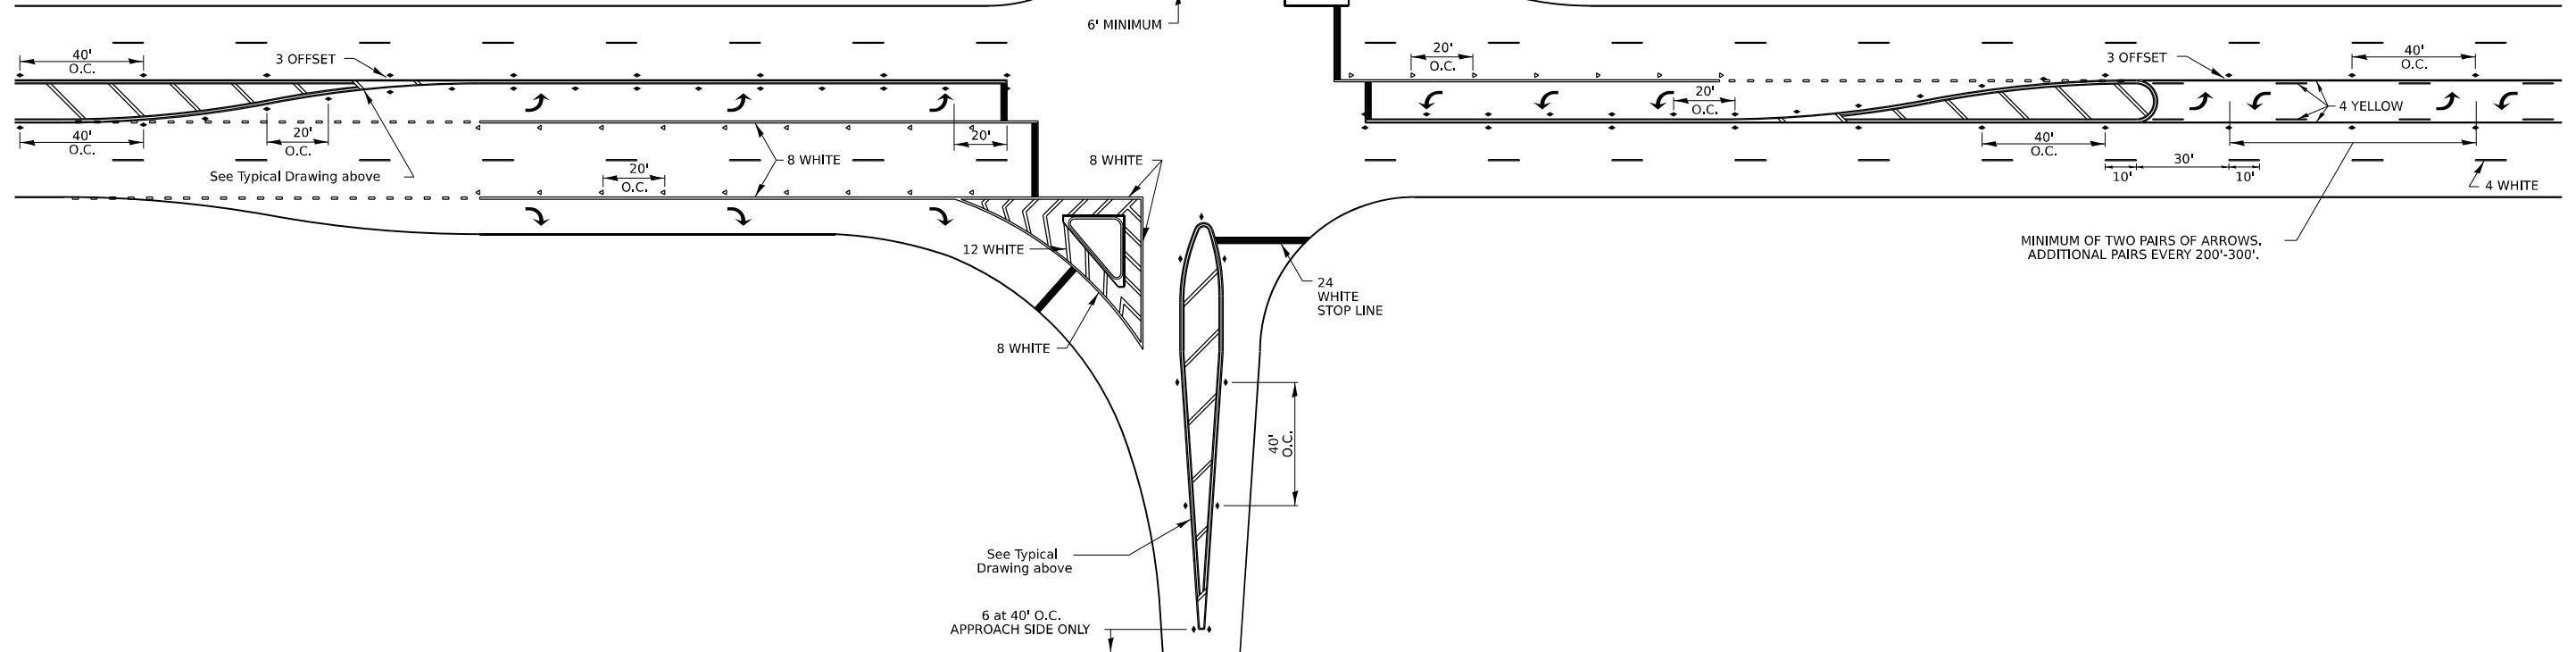 6' MINIMUM
40'
O.C.
3 OFFSET
20'
O.C.
3 OFFSET
40'
O.C.
40'
O.C.
20'
O.C.
See Typical Drawing above
20'
O.C.
8 WHITE
20'
8 WHITE
20'
O.C.
4 YELLOW
40'
O.C.
10'
30'
10'
4 WHITE
12 WHITE
8 WHITE
24
WHITE
STOP LINE
MINIMUM OF TWO PAIRS OF ARROWS.
ADDITIONAL PAIRS EVERY 200'-300'.
40'
O.C.
See Typical
Drawing above
6 at 40' O.C.
APPROACH SIDE ONLY